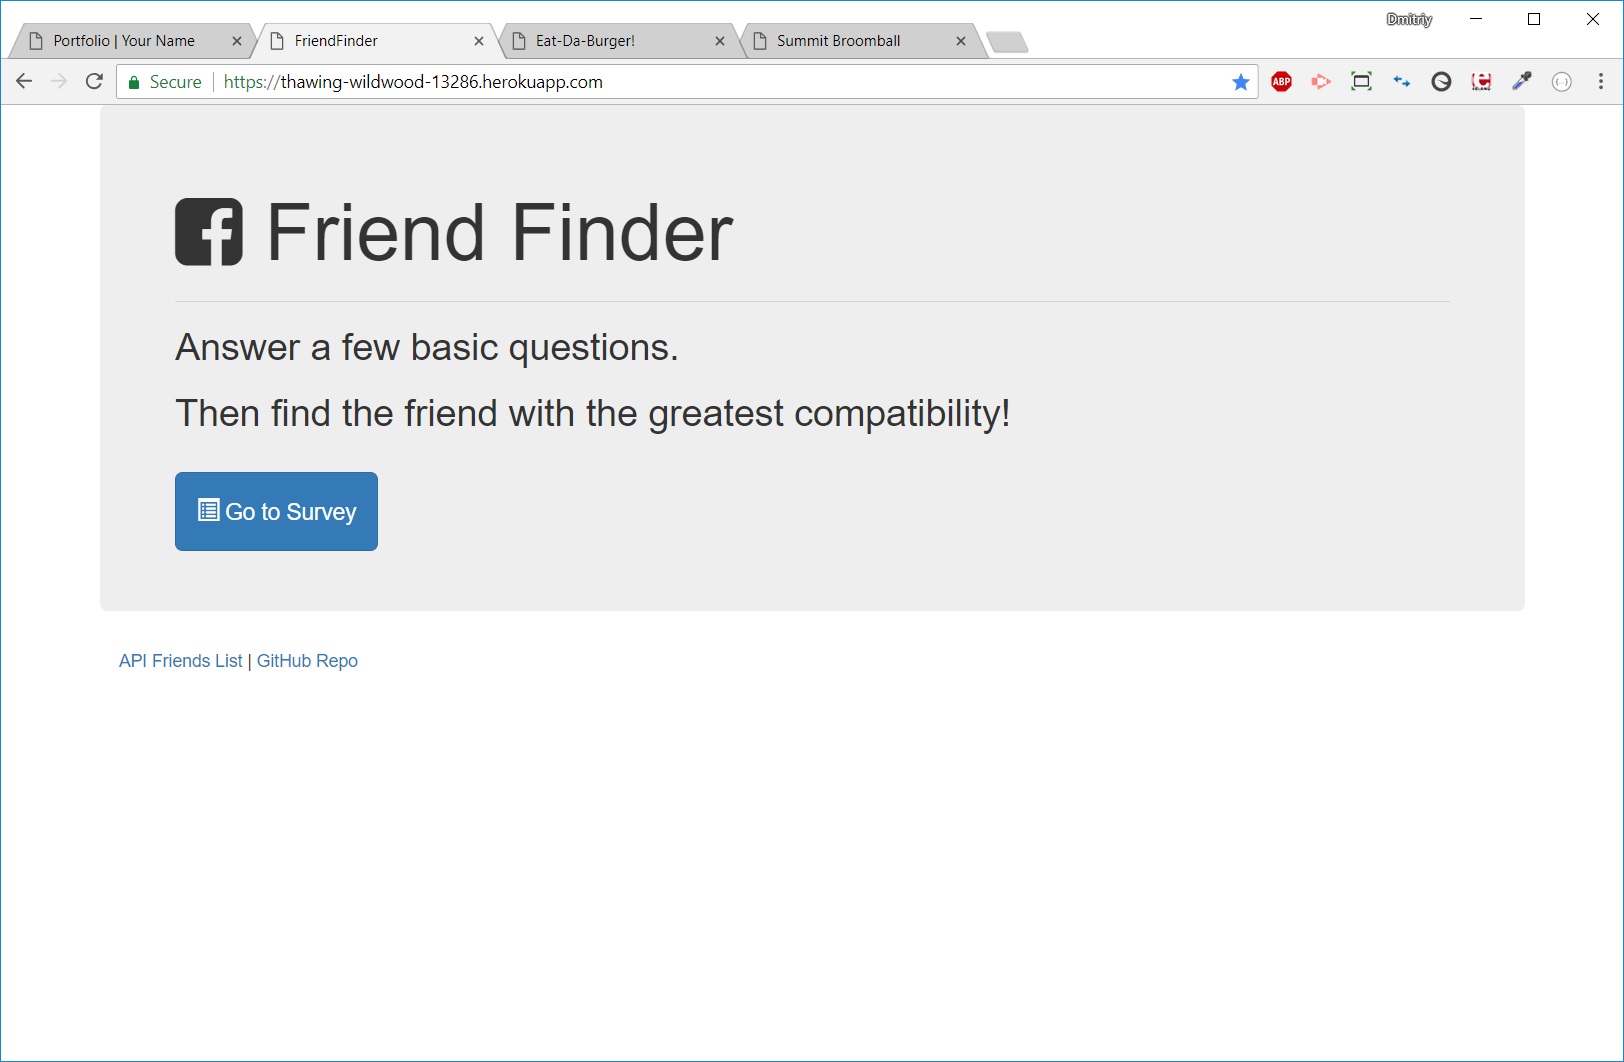 Dmitriy
Portfolio | Your Name
FriendFinder
Eat-Da-Burger!
Summit Broomball
Secure
https://thawing-wildwood-13286.herokuapp.com
ABP
Friend Finder
Answer a few basic questions.
Then find the friend with the greatest compatibility!
Go to Survey
API Friends List | GitHub Repo